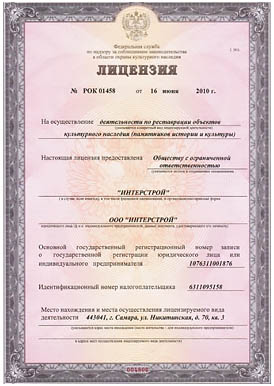 Федеральная служба
по надзору за соблюдением законодательства
в области охраны культурного наследия
ЛИЦЕНЗИЯ
№ РОК 01458 от 16 июня 2010 г.
На осуществление деятельности по реставрации объектов
культурного наследия (памятников истории и культуры)
Настоящая лицензия предоставлена Обществу с ограниченной
ответственностью
"ИНТЕРСТРОЙ"
ООО "ИНТЕРСТРОЙ"
Основной государственный регистрационный номер записи
о государственной регистрации юридического лица или
индивидуального предпринимателя 1076311001876
Идентификационный номер налогоплательщика 6311095158
Место нахождения и места осуществления лицензируемого вида
деятельности 443041, г. Самара, ул. Никитинская, д. 70, кв. 3